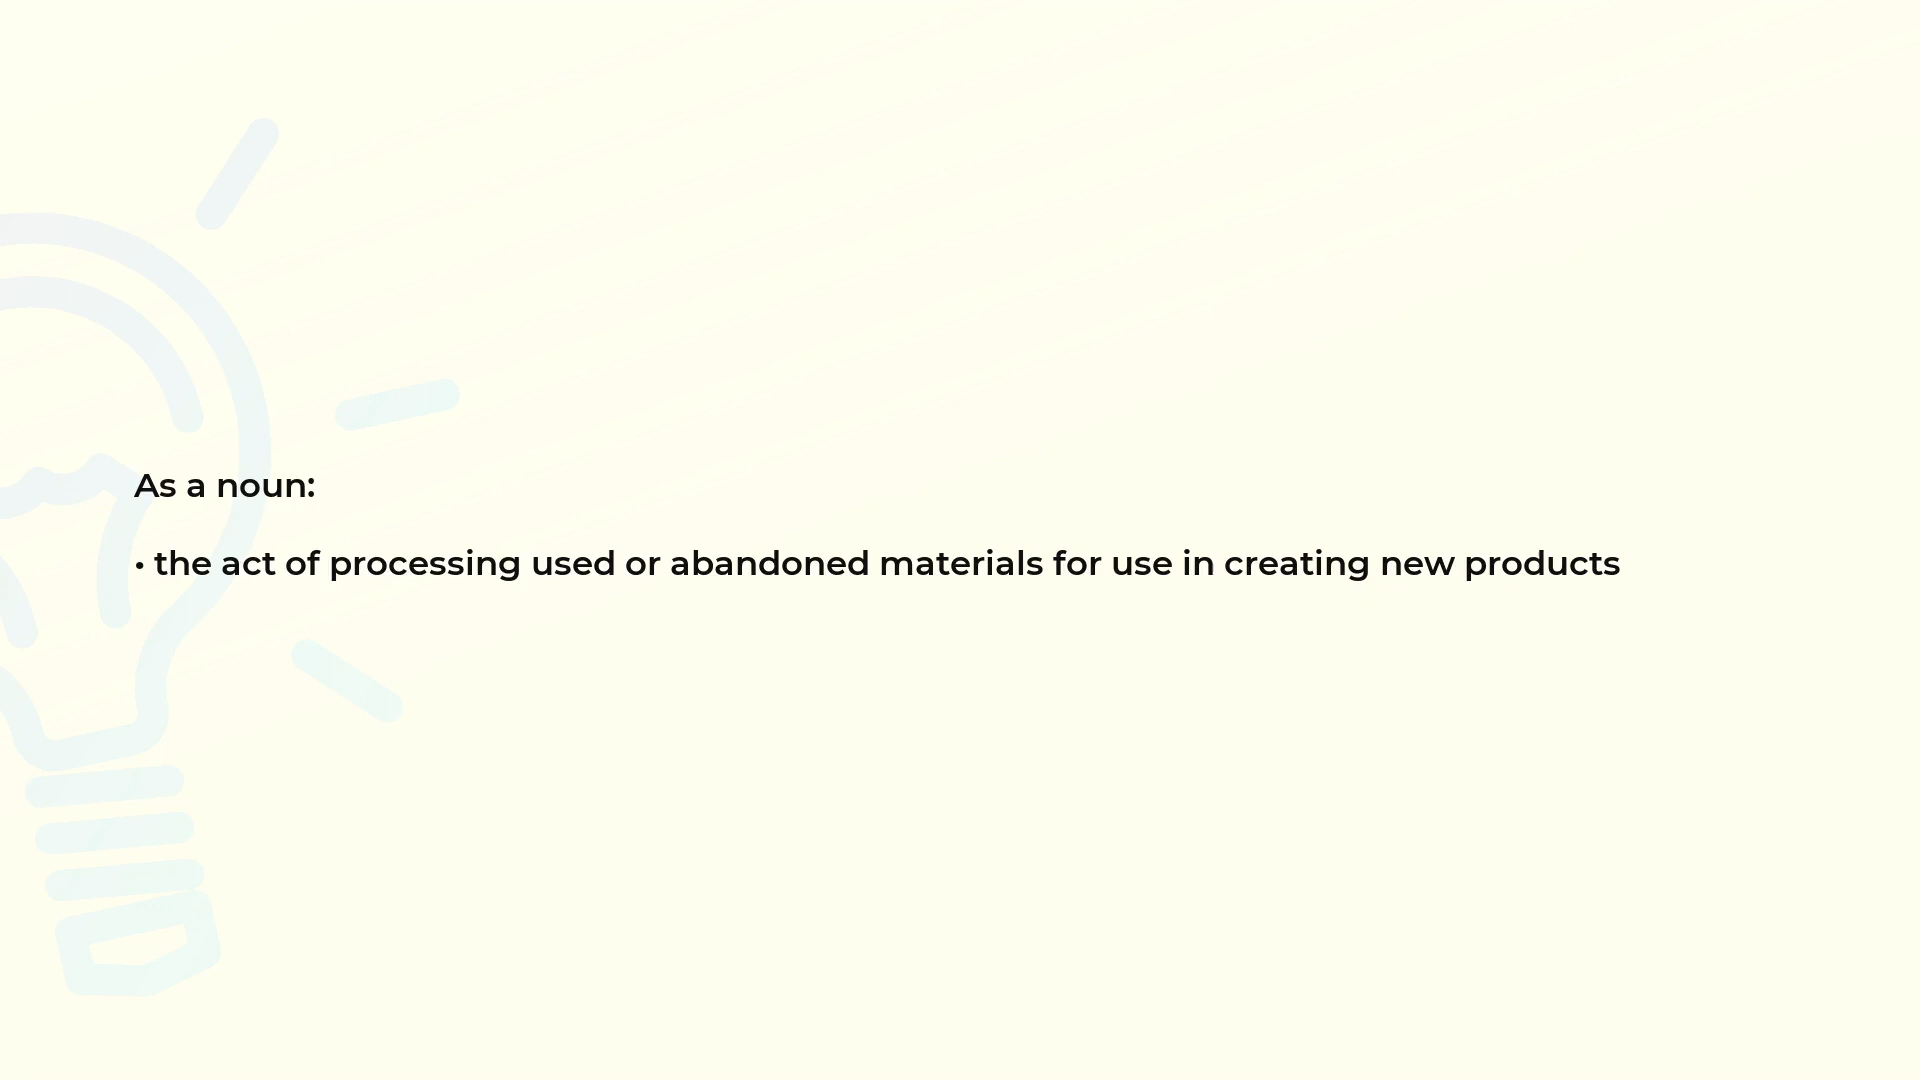 As a noun:
• the act of processing used or abandoned materials for use in creating new products